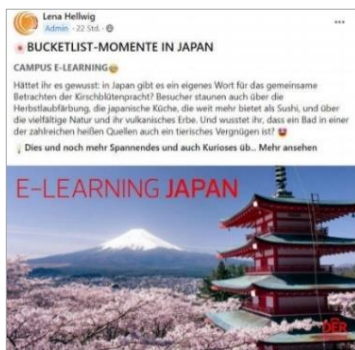 Lena Hellwig
Admin · 22 Std. ·
BUCKETLIST-MOMENTE IN JAPAN
CAMPUS E-LEARNING
Hättet ihr es gewusst: in Japan gibt es ein eigenes Wort für das gemeinsame
Betrachten der Kirschblütenpracht? Besucher staunen auch über die
Herbstlaubfärbung, die japanische Küche, die weit mehr bietet als Sushi, und über
die vielfältige Natur und ihr vulkanisches Erbe. Und wusstet ihr, dass ein Bad in einer
der zahlreichen heißen Quellen auch ein tierisches Vergnügen ist?
Dies und noch mehr Spannendes und auch Kurioses üb... Mehr ansehen
E-LEARNING JAPAN
DER